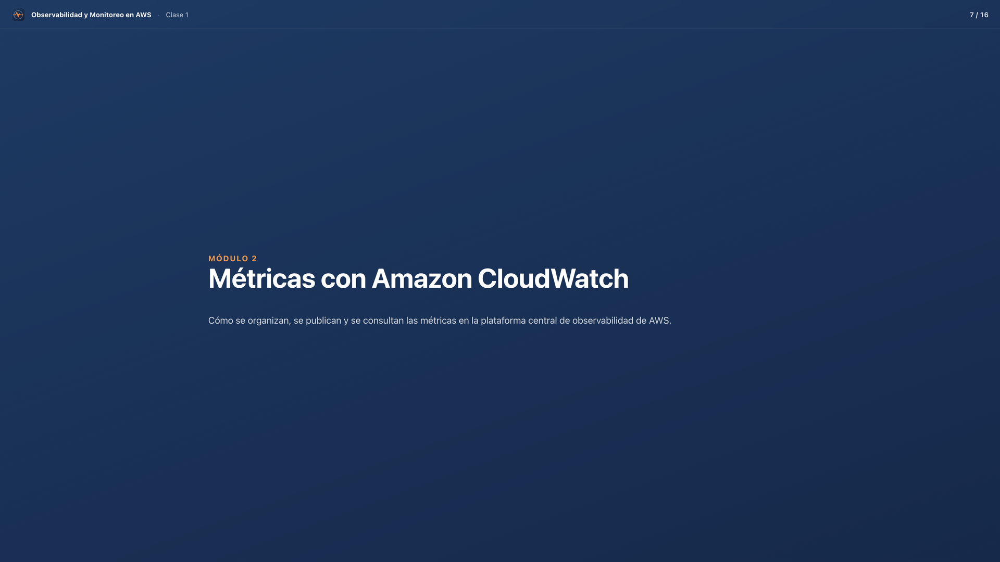 Observabilidad y Monitoreo en AWS · Clase 1
7 / 16
MÓDULO 2
Métricas con Amazon CloudWatch
Cómo se organizan, se publican y se consultan las métricas en la plataforma central de observabilidad de AWS.